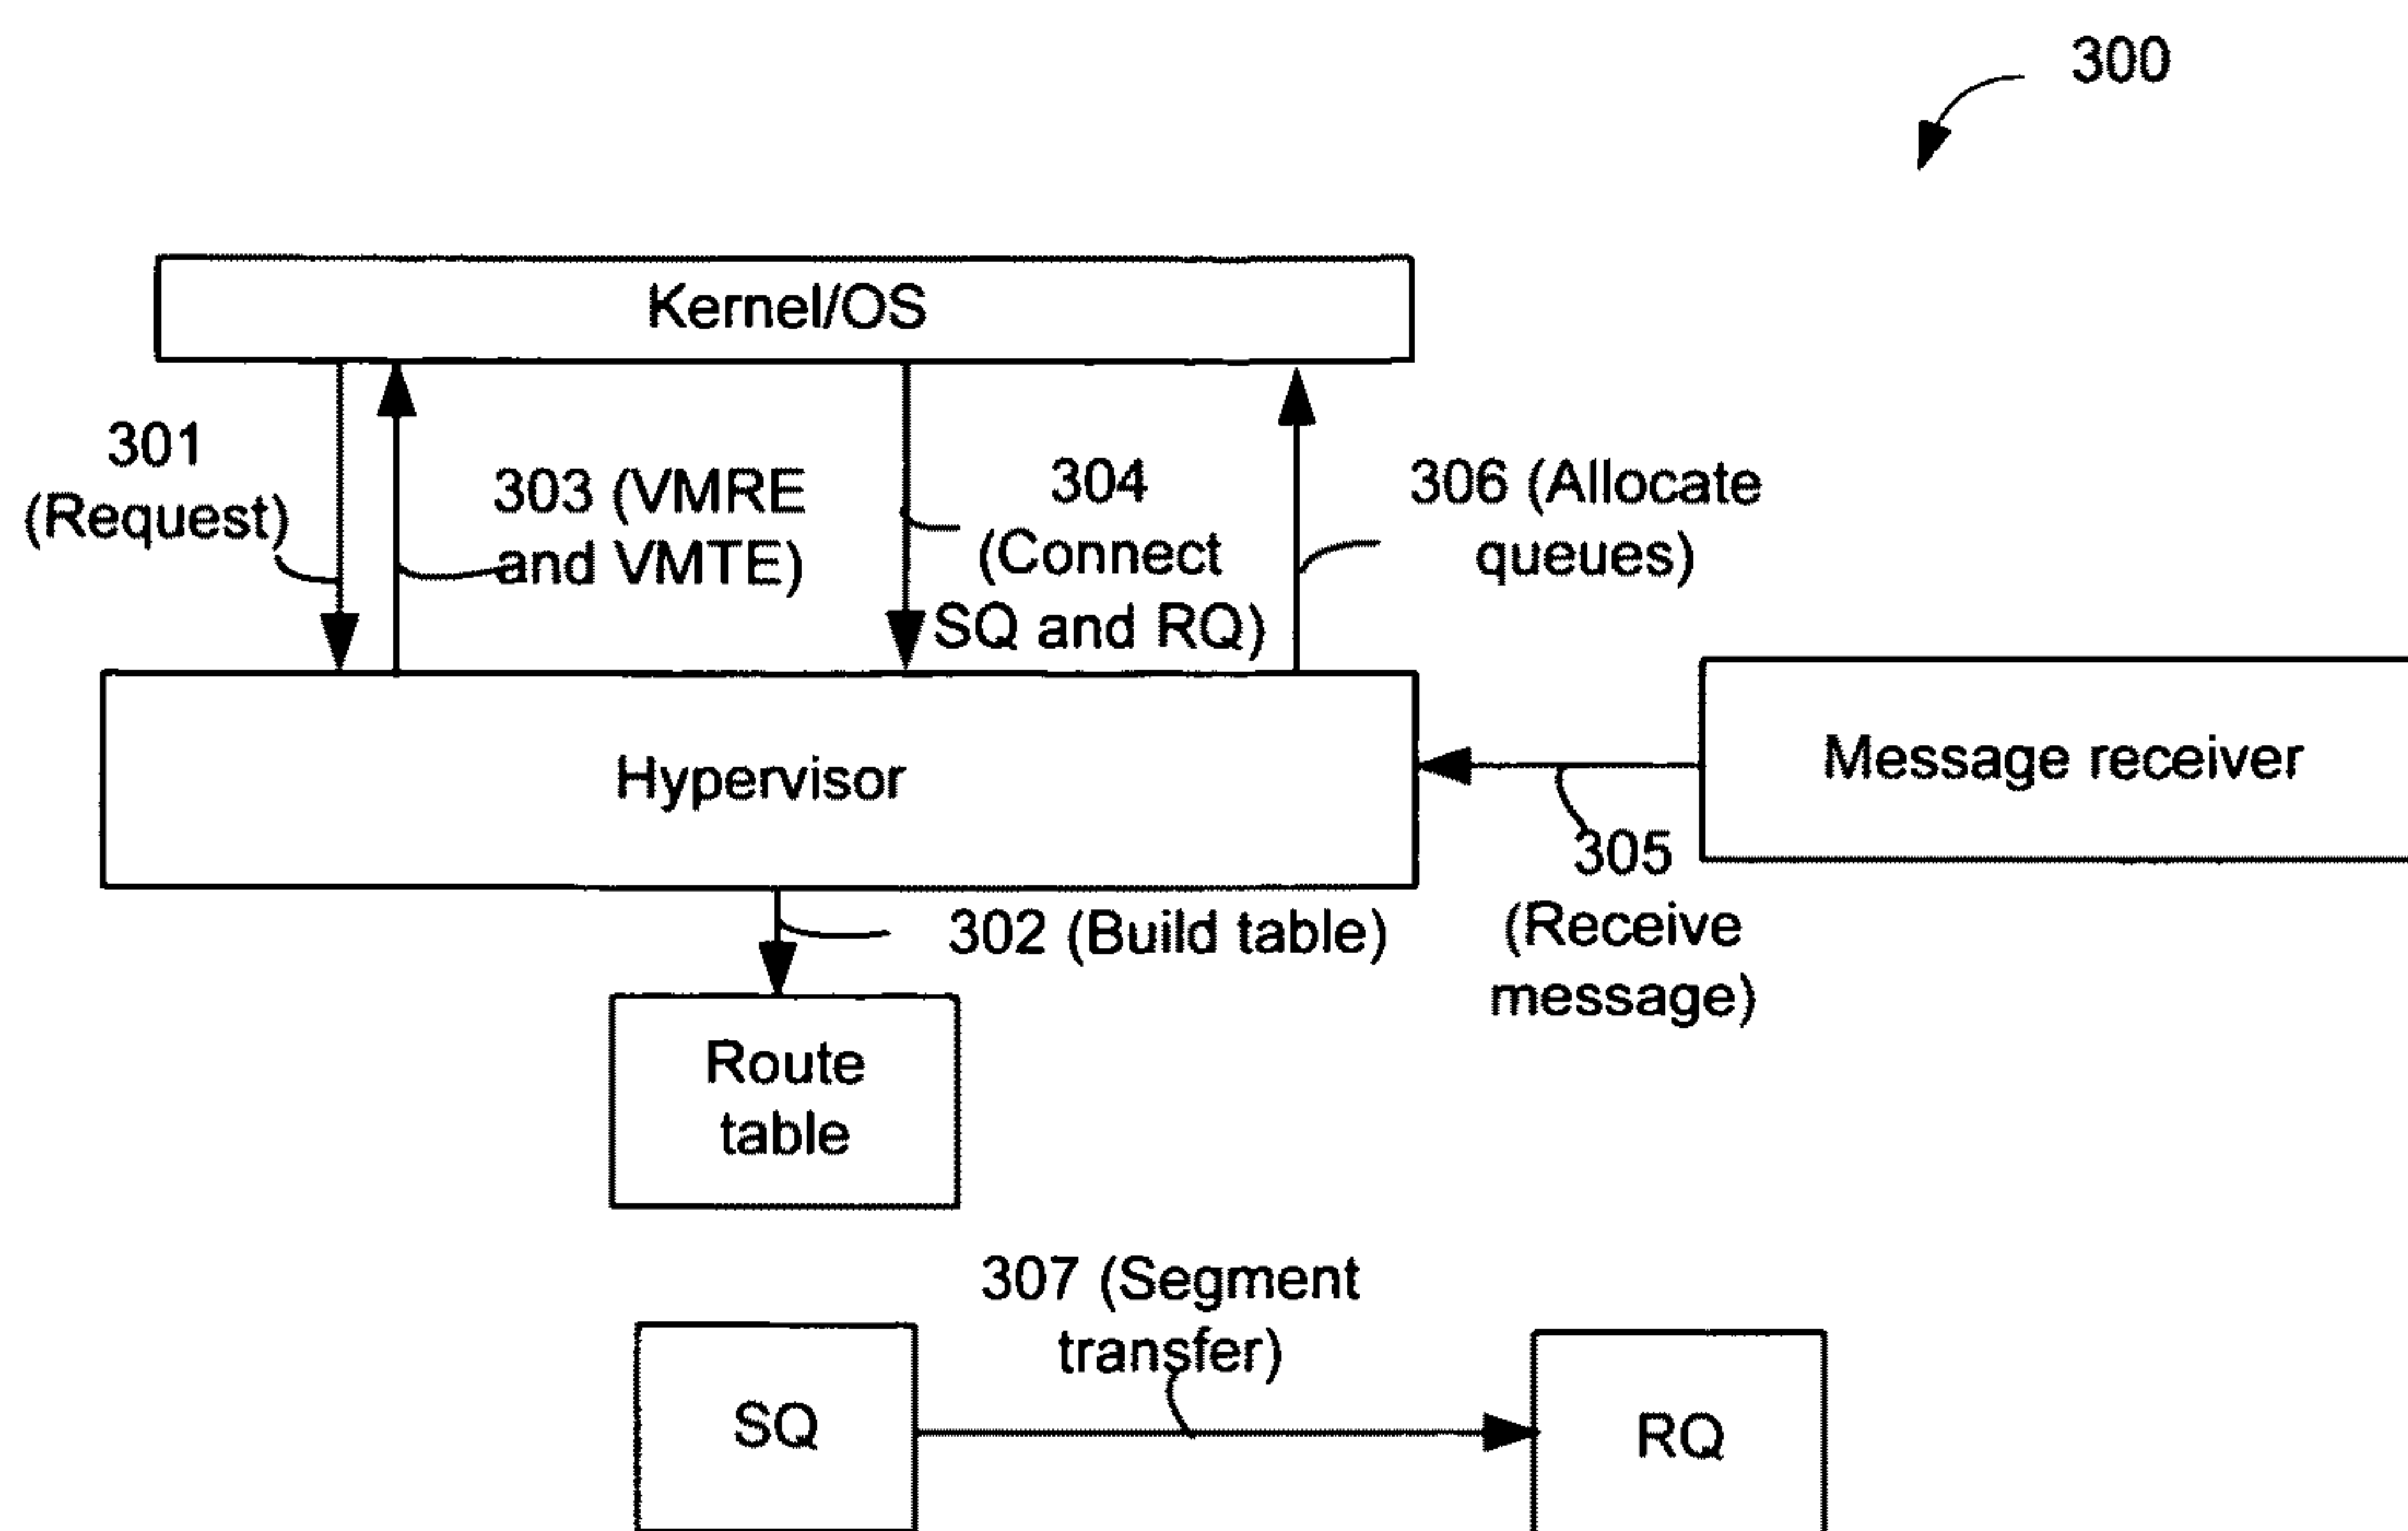 300
Kernel/OS
301
(Request)
303 (VMRE
and VMTE)
304
(Connect
SQ and RQ)
306 (Allocate
queues)
Hypervisor
Message receiver
305
(Receive
message)
302 (Build table)
Route
table
307 (Segment
transfer)
SQ
RQ